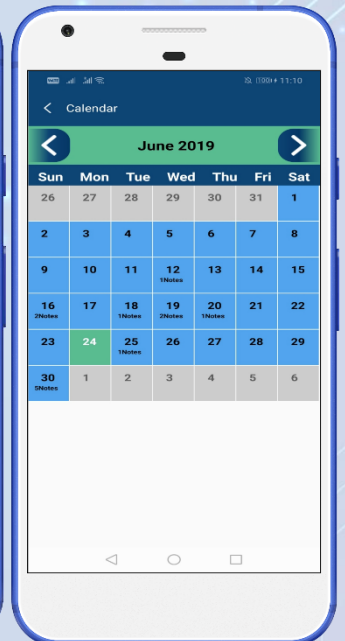 11:10
Calendar
June 2019
Sun Mon Tue Wed Thu Fri Sat
26 27 28 29 30 31 1
2 3 4 5 6 7 8
9 10 11 12 13 14 15
1Notes
16 17 18 19 20 21 22
2Notes 1Notes 2Notes 1Notes
23 24 25 26 27 28 29
1Notes
30 1 2 3 4 5 6
5Notes